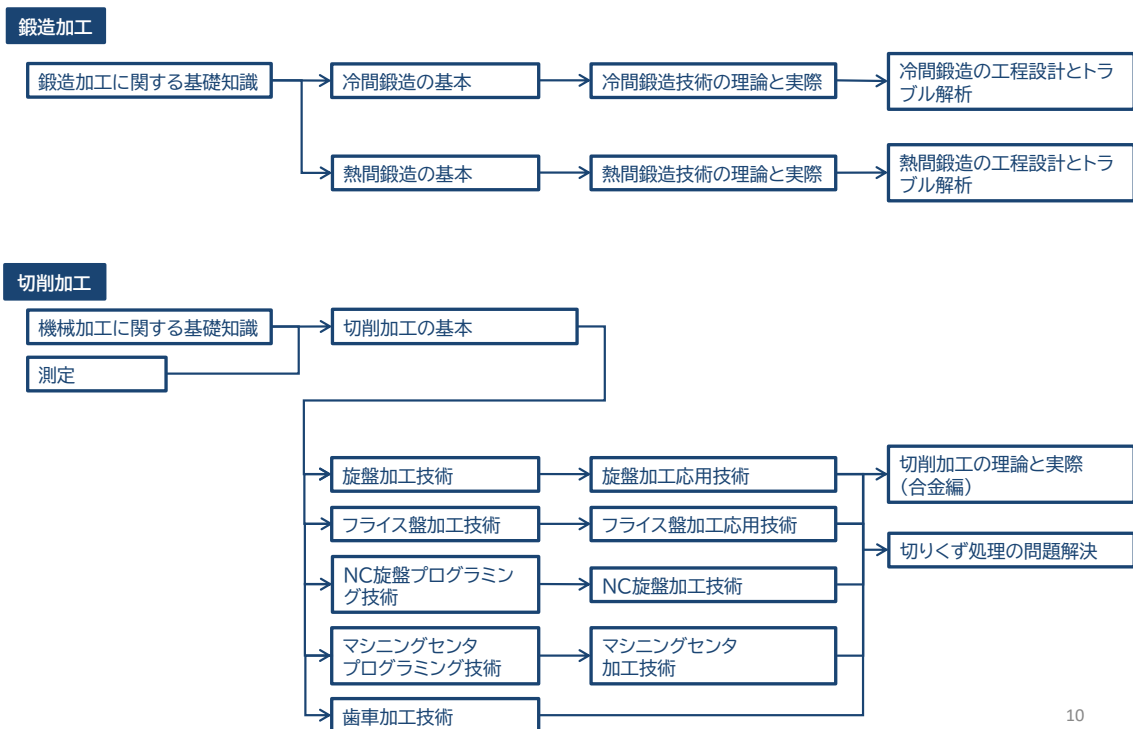 鍛造加工
鍛造加工に関する基礎知識
冷間鍛造の基本
冷間鍛造技術の理論と実際
冷間鍛造の工程設計とトラ
ブル解析
熱間鍛造の基本
熱間鍛造技術の理論と実際
熱間鍛造の工程設計とトラ
ブル解析
切削加工
機械加工に関する基礎知識
切削加工の基本
測定
旋盤加工技術
旋盤加工応用技術
切削加工の理論と実際
（合金編）
フライス盤加工技術
フライス盤加工応用技術
切りくず処理の問題解決
NC旋盤プログラミン
グ技術
NC旋盤加工技術
マシニングセンタ
プログラミング技術
マシニングセンタ
加工技術
歯車加工技術
10